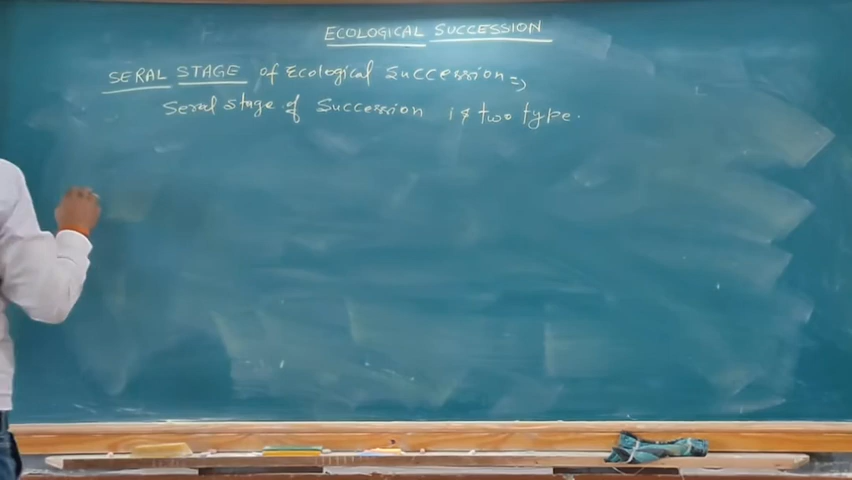 ECOLOGICAL SUCCESSION
SERAL STAGE of Ecological Succession ⇒
Seral stage of Succession is two type.